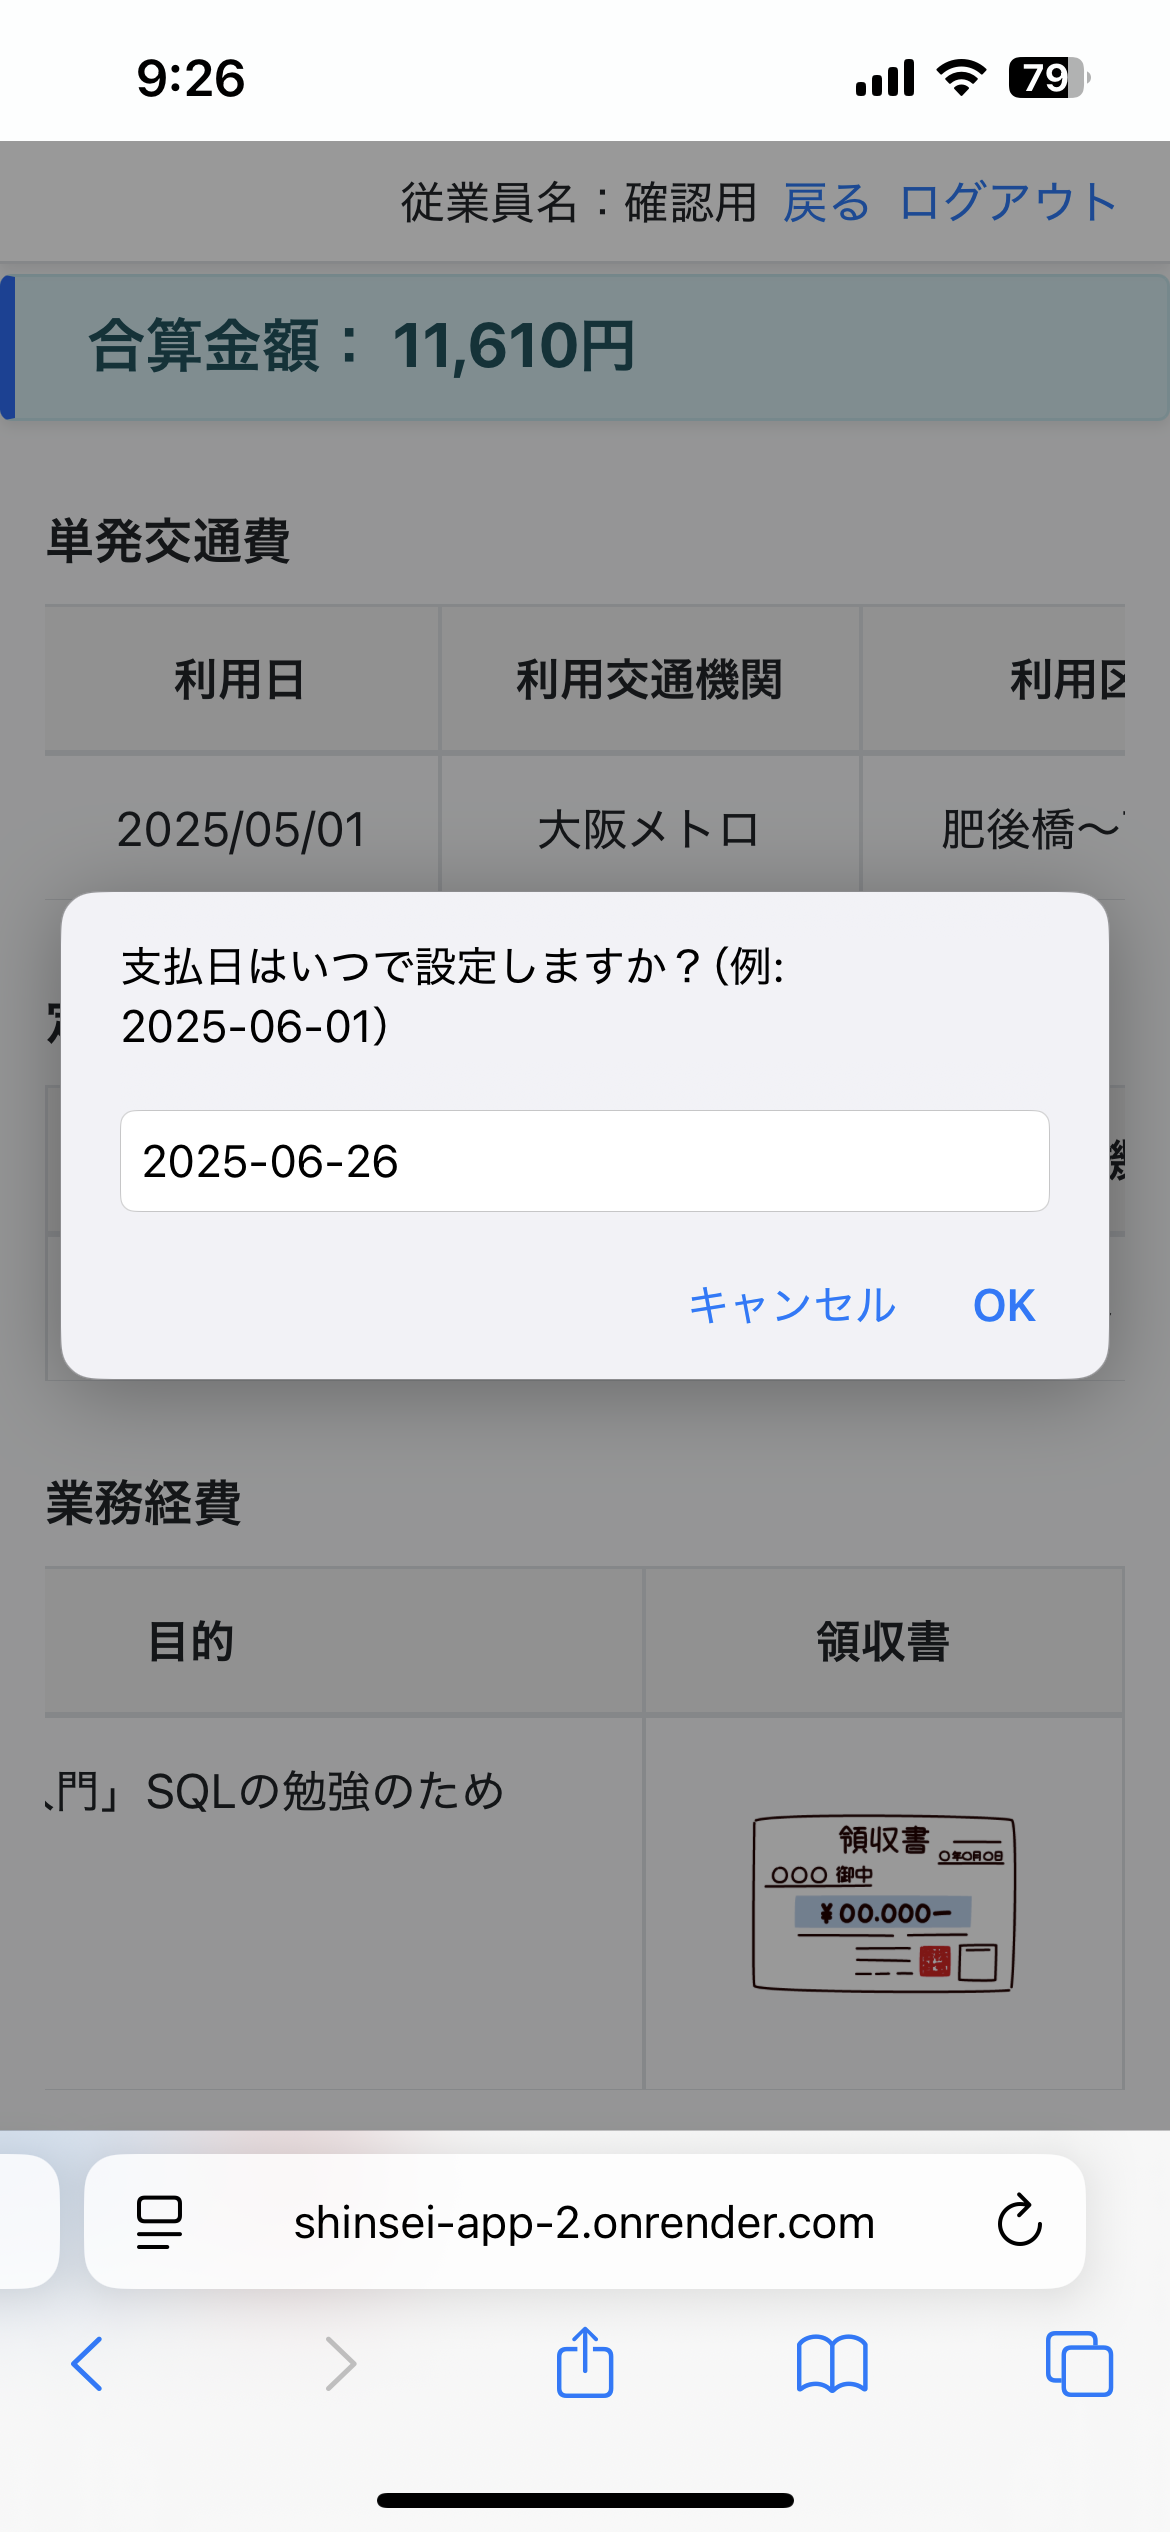 9:26
79
従業員名：確認用 戻る ログアウト
合算金額： 11,610円
単発交通費
利用日 利用交通機関 利用区
2025/05/01 大阪メトロ 肥後橋〜
支払日はいつで設定しますか？(例:
2025-06-01)
2025-06-26
キャンセル OK
業務経費
目的 領収書
門」SQLの勉強のため
領収書
〇年〇月〇日
〇〇〇 御中
¥00.000ー
shinsei-app-2.onrender.com